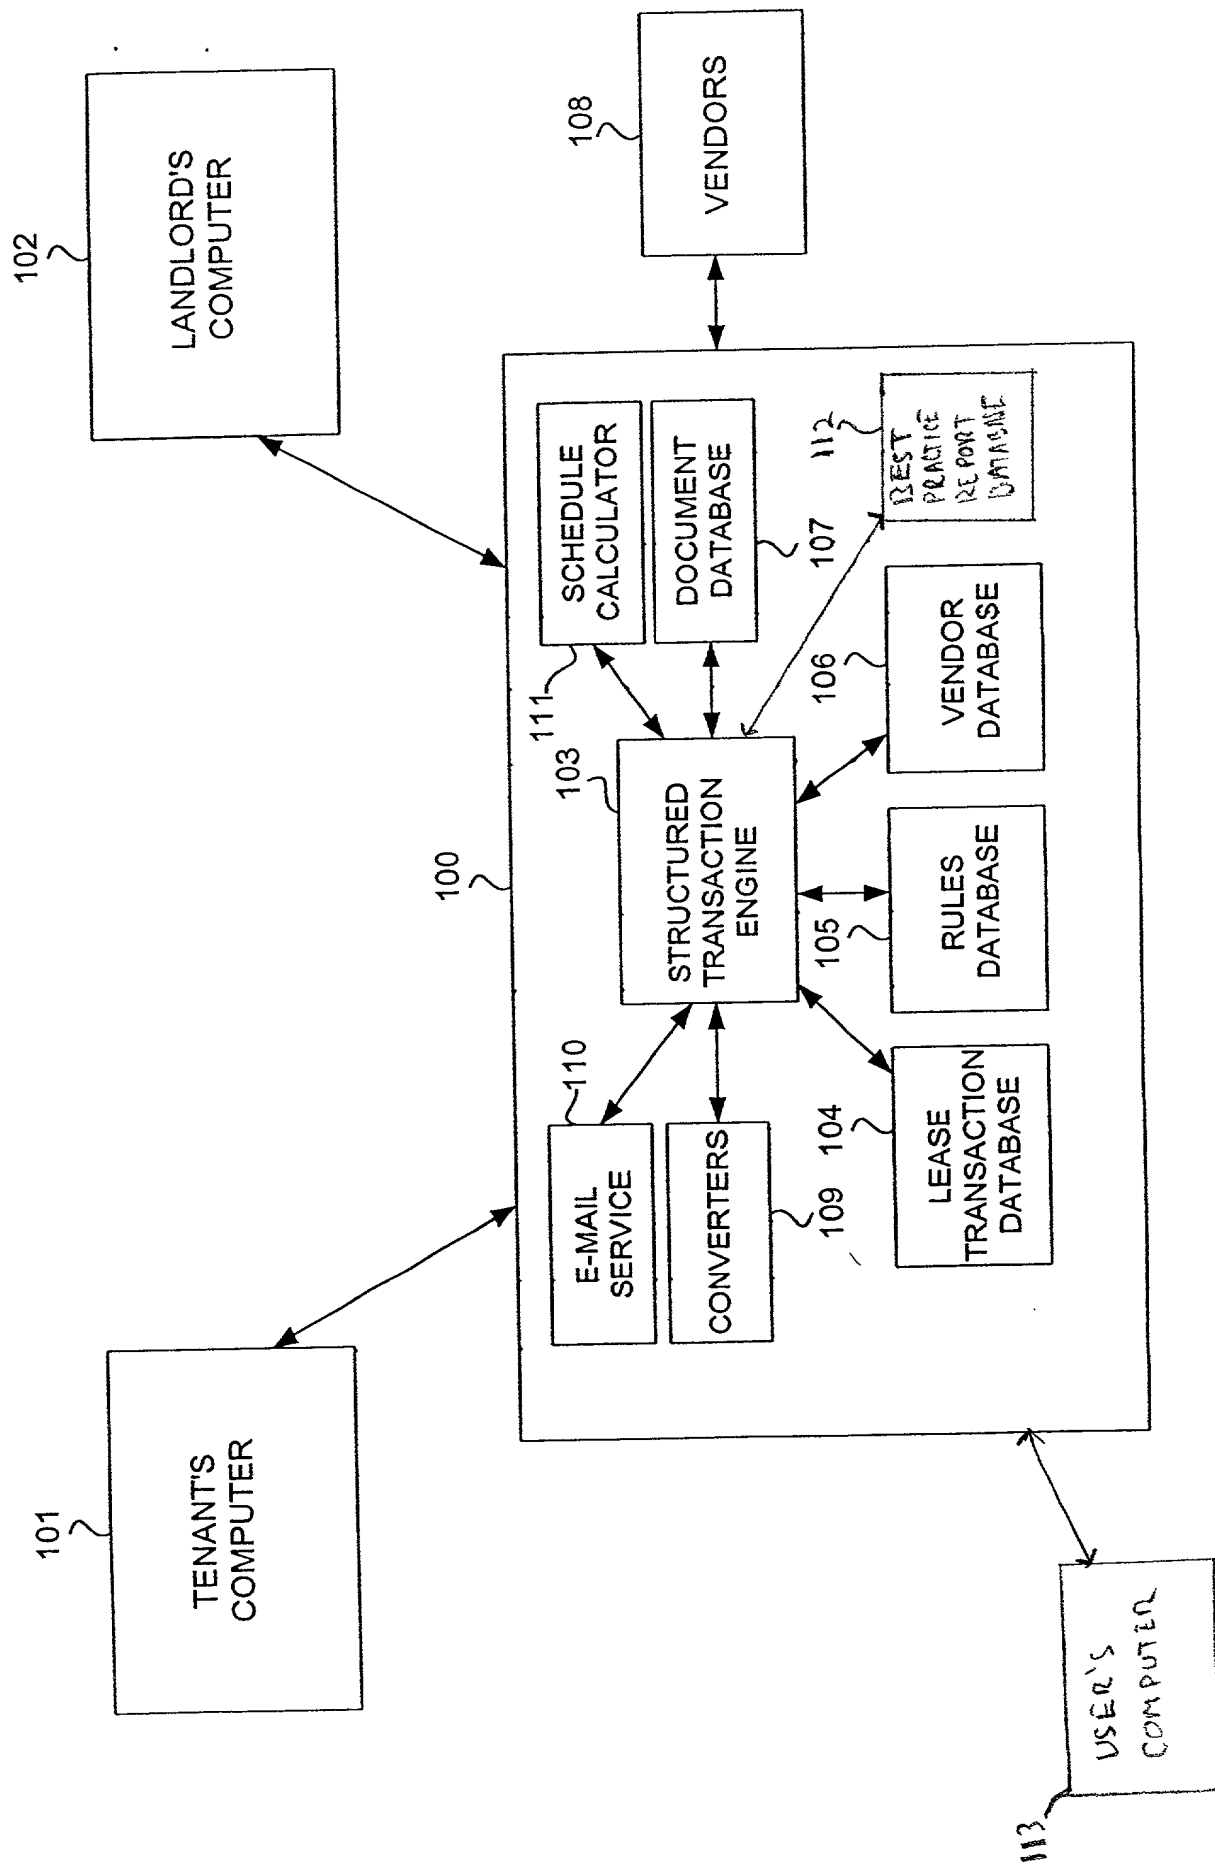 101
TENANT'S
COMPUTER
102
LANDLORD'S
COMPUTER
100
110
E-MAIL
SERVICE
109
CONVERTERS
103
STRUCTURED
TRANSACTION
ENGINE
111
SCHEDULE
CALCULATOR
DOCUMENT
DATABASE
107
108
VENDORS
104
LEASE
TRANSACTION
DATABASE
105
RULES
DATABASE
106
VENDOR
DATABASE
112
BEST
PRACTICE
REPORT
DATABASE
113
USER'S
COMPUTER